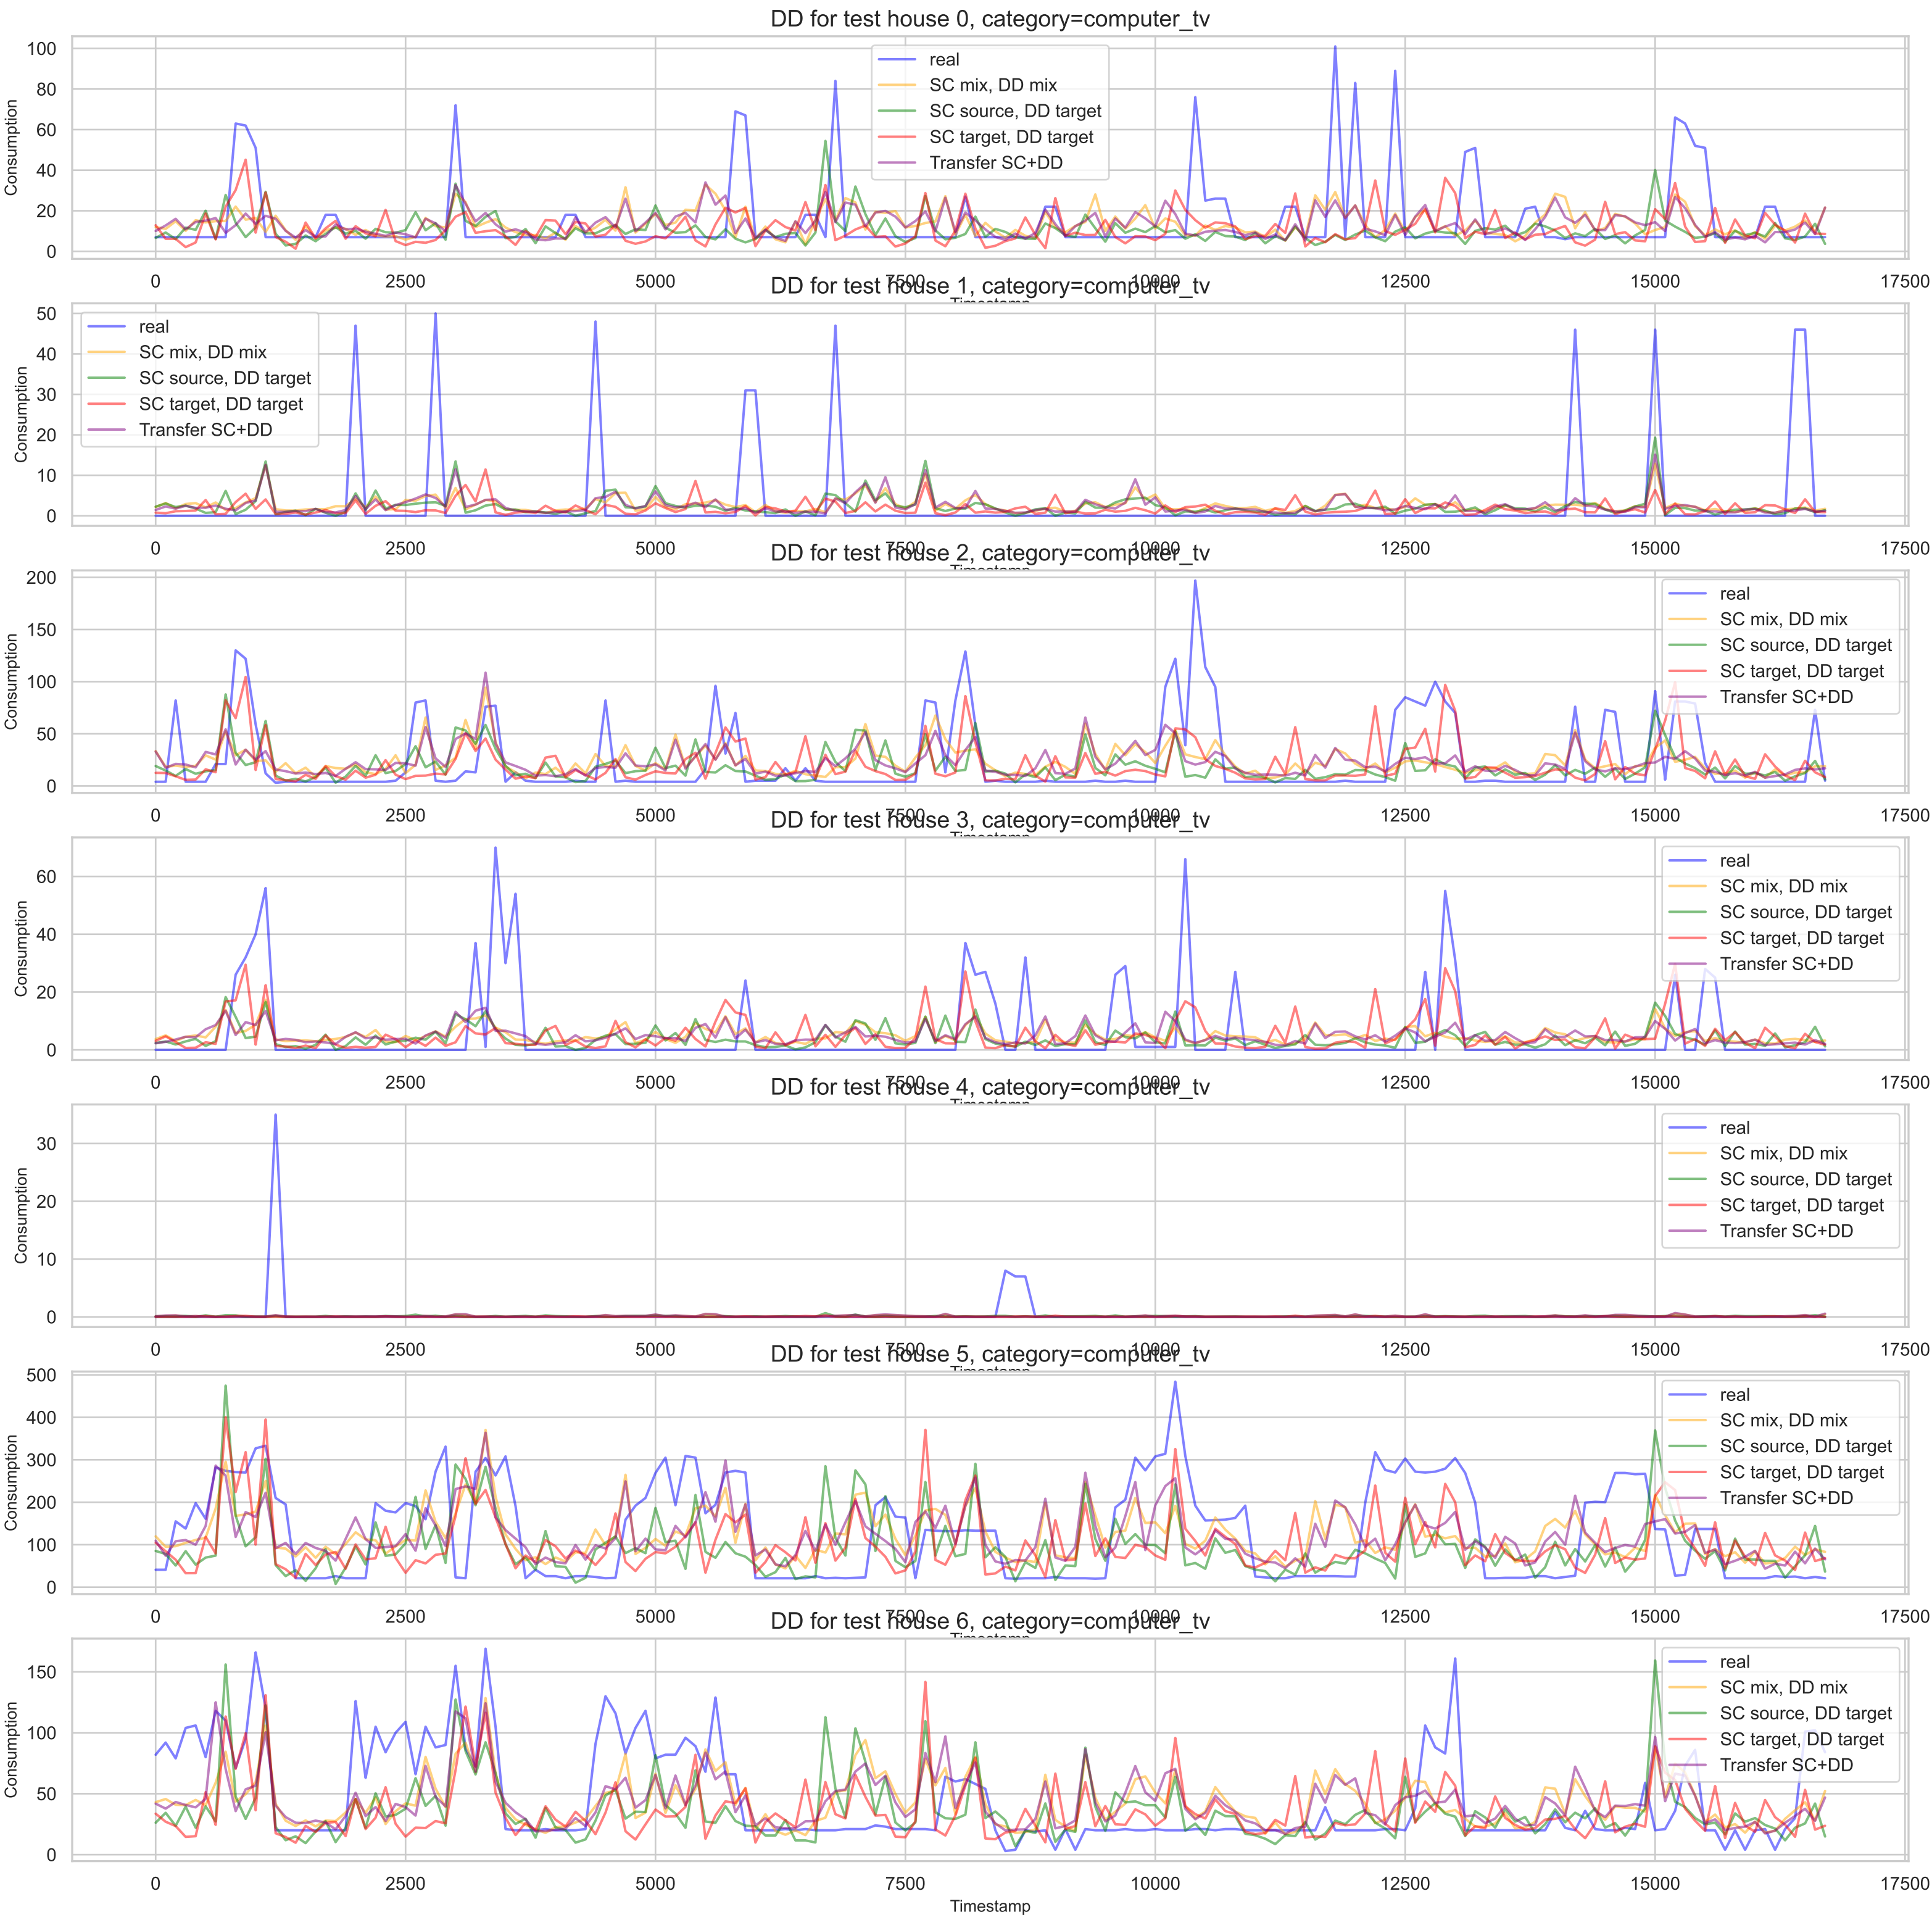 DD for test house 0, category=computer_tv
Consumption
100
80
60
40
20
0
real
SC mix, DD mix
SC source, DD target
SC target, DD target
Transfer SC+DD
0 2500 5000 7500 10000 12500 15000 17500
Timestamp
DD for test house 1, category=computer_tv
Consumption
50
40
30
20
10
0
real
SC mix, DD mix
SC source, DD target
SC target, DD target
Transfer SC+DD
0 2500 5000 7500 10000 12500 15000 17500
Timestamp
DD for test house 2, category=computer_tv
Consumption
200
150
100
50
0
real
SC mix, DD mix
SC source, DD target
SC target, DD target
Transfer SC+DD
0 2500 5000 7500 10000 12500 15000 17500
Timestamp
DD for test house 3, category=computer_tv
Consumption
60
40
20
0
real
SC mix, DD mix
SC source, DD target
SC target, DD target
Transfer SC+DD
0 2500 5000 7500 10000 12500 15000 17500
Timestamp
DD for test house 4, category=computer_tv
Consumption
30
20
10
0
real
SC mix, DD mix
SC source, DD target
SC target, DD target
Transfer SC+DD
0 2500 5000 7500 10000 12500 15000 17500
Timestamp
DD for test house 5, category=computer_tv
Consumption
500
400
300
200
100
0
real
SC mix, DD mix
SC source, DD target
SC target, DD target
Transfer SC+DD
0 2500 5000 7500 10000 12500 15000 17500
Timestamp
DD for test house 6, category=computer_tv
Consumption
150
100
50
0
real
SC mix, DD mix
SC source, DD target
SC target, DD target
Transfer SC+DD
0 2500 5000 7500 10000 12500 15000 17500
Timestamp